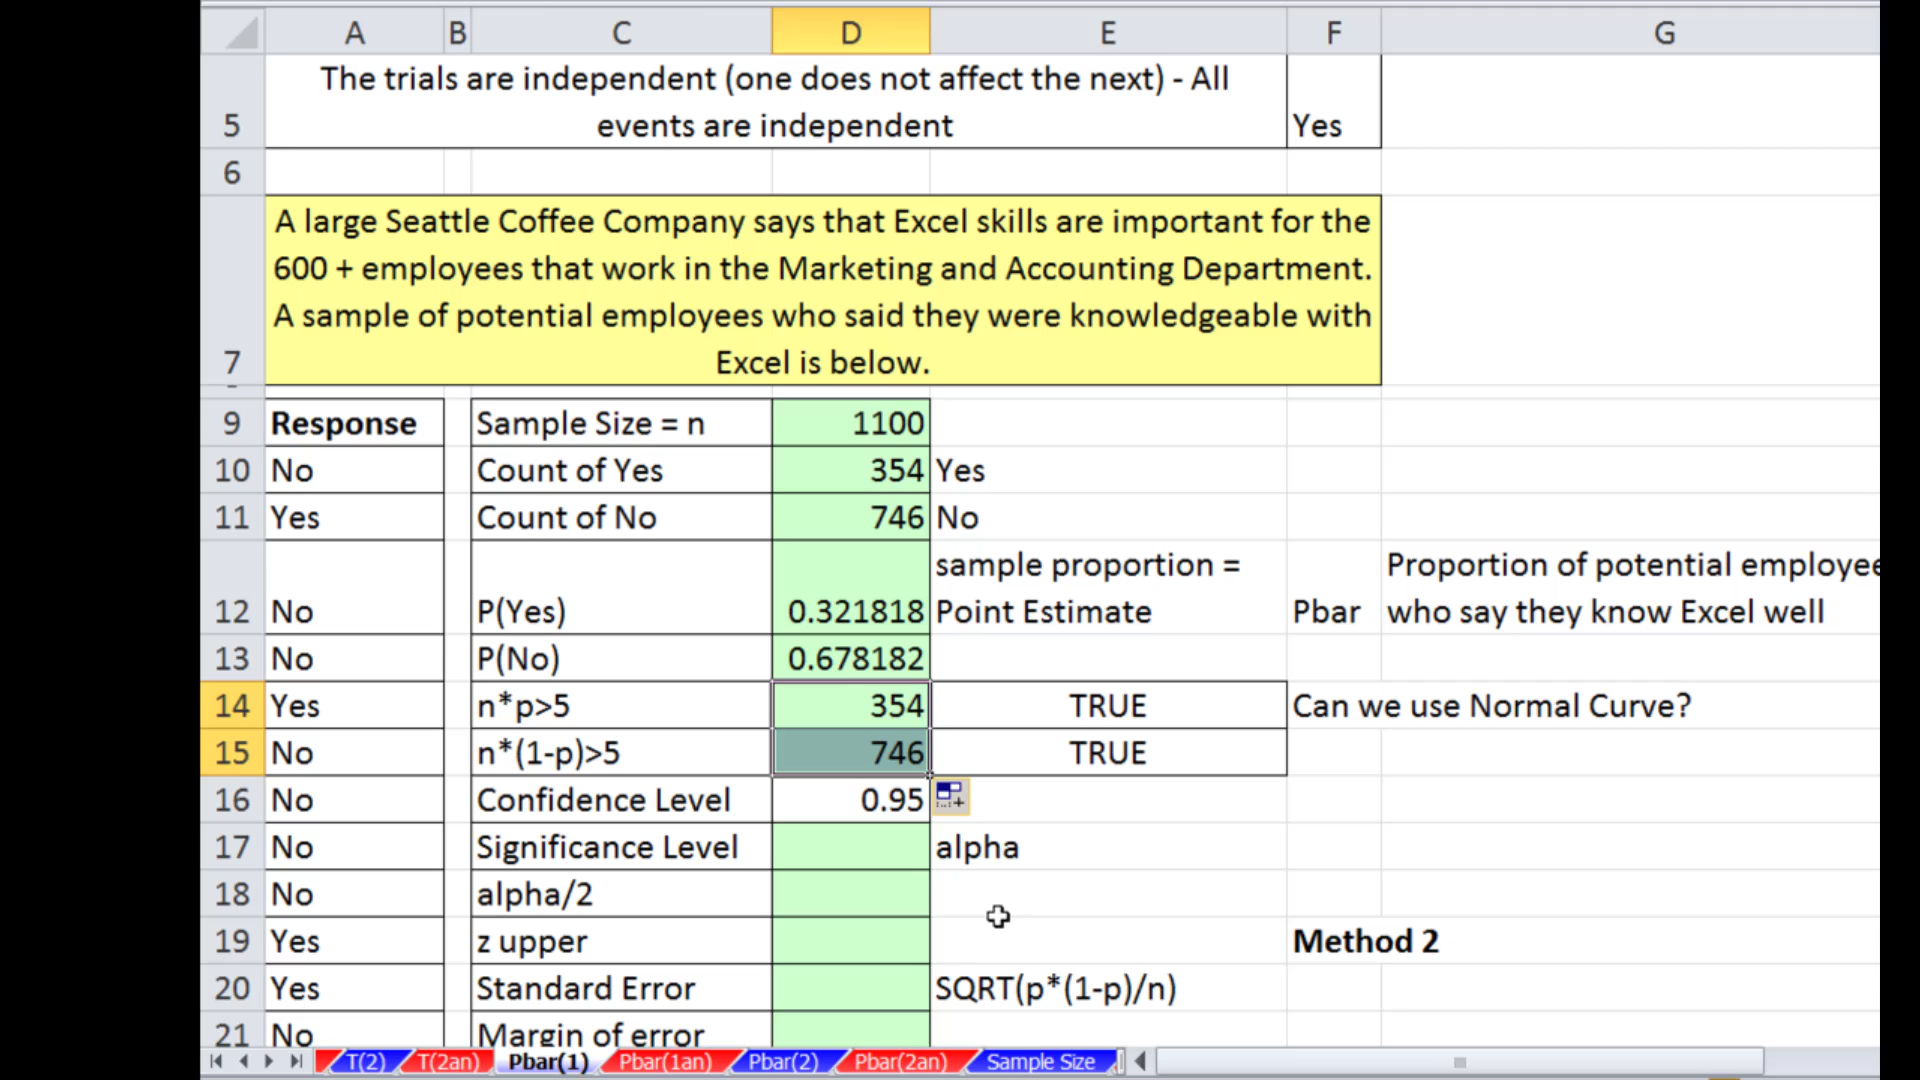 A B C D E F G
5 The trials are independent (one does not affect the next) - All
events are independent Yes
6
A large Seattle Coffee Company says that Excel skills are important for the
600 + employees that work in the Marketing and Accounting Department.
A sample of potential employees who said they were knowledgeable with
7 Excel is below.
9 Response Sample Size = n 1100
10 No Count of Yes 354 Yes
11 Yes Count of No 746 No
sample proportion = Proportion of potential employee
12 No P(Yes) 0.321818 Point Estimate Pbar who say they know Excel well
13 No P(No) 0.678182
14 Yes n*p>5 354 TRUE Can we use Normal Curve?
15 No n*(1-p)>5 746 TRUE
16 No Confidence Level 0.95
17 No Significance Level alpha
18 No alpha/2
19 Yes z upper Method 2
20 Yes Standard Error SQRT(p*(1-p)/n)
21 No Margin of error
T(2) T(2an) Pbar(1) Pbar(1an) Pbar(2) Pbar(2an) Sample Size